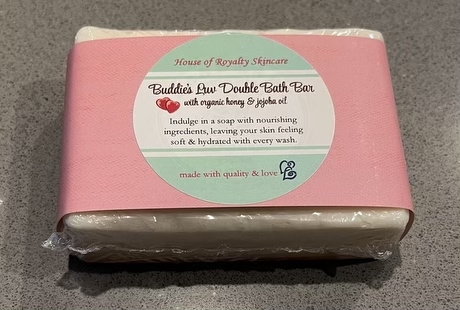 House of Royalty Skincare
Buddie's Luv Double Bath Bar
with organic honey & jojoba oil
Indulge in a soap with nourishing
ingredients, leaving your skin feeling
soft & hydrated with every wash.
made with quality & love